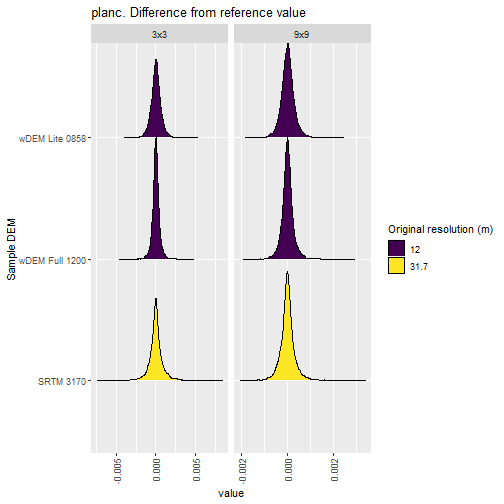 planc. Difference from reference value
3x3
9x9
wDEM Lite 0858
wDEM Full 1200
SRTM 3170
Sample DEM
-0.005
0.000
0.005
-0.002
0.000
0.002
value
Original resolution (m)
12
31.7